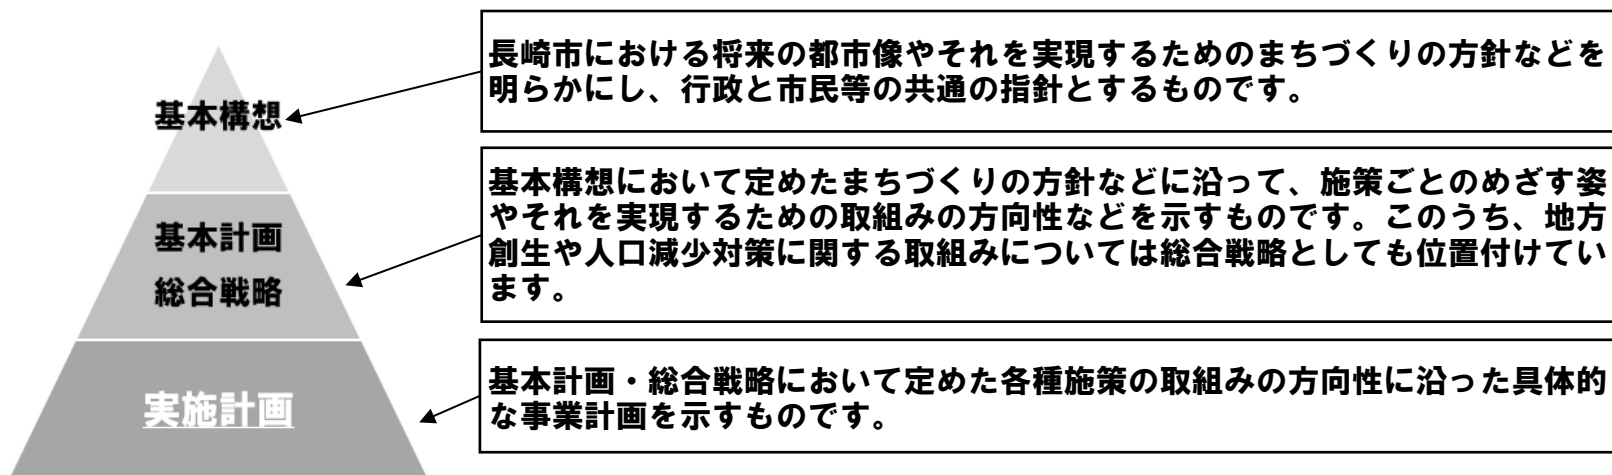 基本構想
長崎市における将来の都市像やそれを実現するためのまちづくりの方針などを
明らかにし、行政と市民等の共通の指針とするものです。
基本計画
総合戦略
基本構想において定めたまちづくりの方針などに沿って、施策ごとのめざす姿
やそれを実現するための取組みの方向性などを示すものです。このうち、地方
創生や人口減少対策に関する取組みについては総合戦略としても位置付けてい
ます。
実施計画
基本計画・総合戦略において定めた各種施策の取組みの方向性に沿った具体的
な事業計画を示すものです。